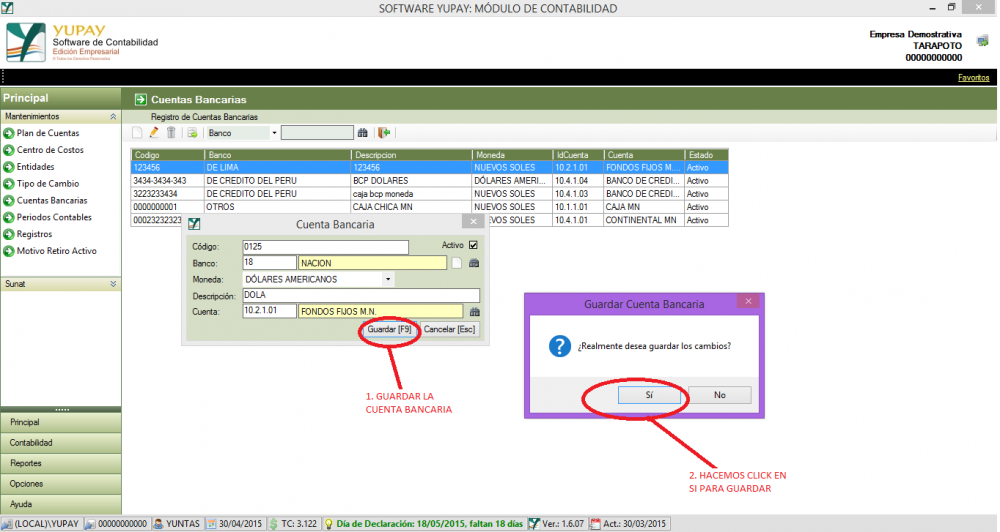 SOFTWARE YUPAY: MÓDULO DE CONTABILIDAD
YUPAY
Software de Contabilidad
Edición Empresarial
© Todos los Derechos Reservados
Empresa Demostrativa
TARAPOTO
00000000000
Favoritos
Principal
Mantenimientos
Plan de Cuentas
Centro de Costos
Entidades
Tipo de Cambio
Cuentas Bancarias
Periodos Contables
Registros
Motivo Retiro Activo
Sunat
Principal
Contabilidad
Reportes
Opciones
Ayuda
Cuentas Bancarias
Registro de Cuentas Bancarias
Banco
Codigo Banco Descripcion Moneda IdCuenta Cuenta Estado
123456 DE LIMA 123456 NUEVOS SOLES 10.2.1.01 FONDOS FIJOS M... Activo
3434-3434-343 DE CREDITO DEL PERU BCP DOLARES DÓLARES AMERI... 10.4.1.04 BANCO DE CREDI... Activo
3223233434 DE CREDITO DEL PERU caja bcp moneda NUEVOS SOLES 10.4.1.03 BANCO DE CREDI... Activo
0000000001 OTROS CAJA CHICA MN NUEVOS SOLES 10.1.1.01 CAJA MN Activo
00023232323 VOS SOLES 10.4.1.01 CONTINENTAL MN Activo
Cuenta Bancaria
Código: 0125 Activo
Banco: 18 NACION
Moneda: DÓLARES AMERICANOS
Descripción: DOLA
Cuenta: 10.2.1.01 FONDOS FIJOS M.N.
Guardar [F9] Cancelar [Esc]
1. GUARDAR LA
CUENTA BANCARIA
Guardar Cuenta Bancaria
¿Realmente desea guardar los cambios?
Sí No
2. HACEMOS CLICK EN
SI PARA GUARDAR
(LOCAL)\YUPAY 00000000000 YUNTAS 30/04/2015 TC: 3.122 Día de Declaración: 18/05/2015, faltan 18 días Ver.: 1.6.07 Act.: 30/03/2015